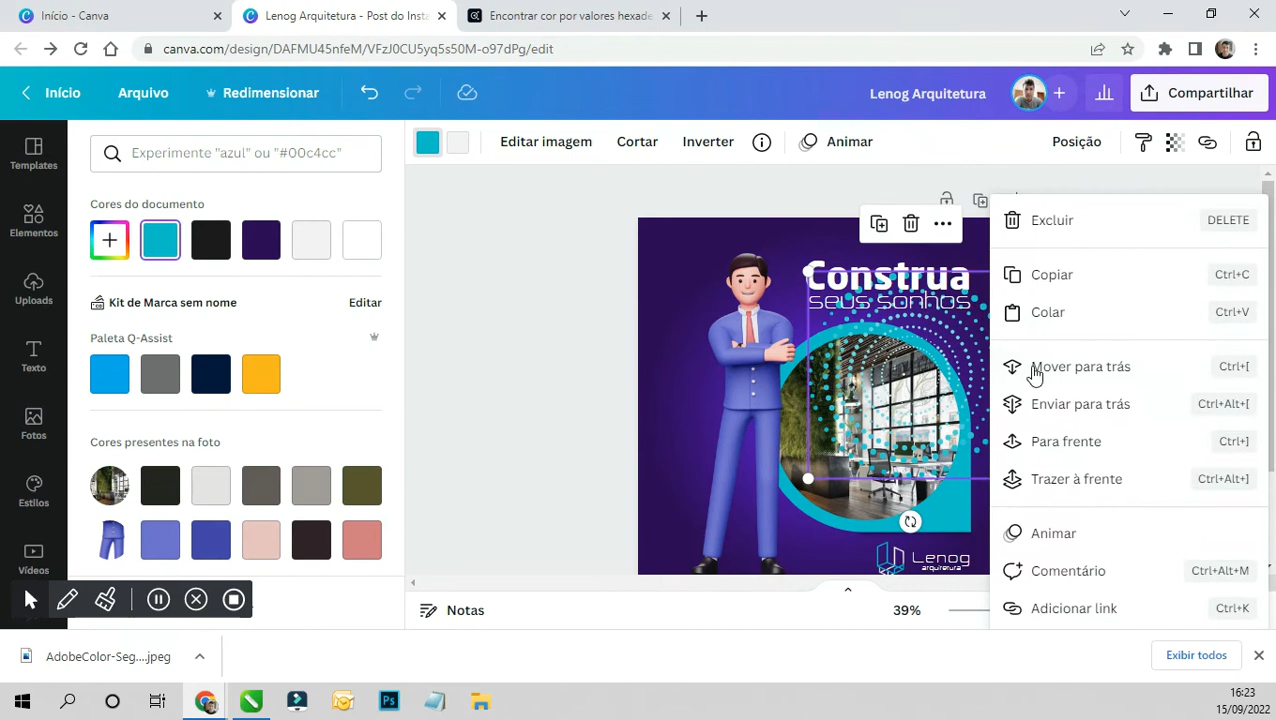 Início - Canva
Lenog Arquitetura - Post do Insta
Encontrar cor por valores hexade
canva.com/design/DAFMU45nfeM/VFzJ0CU5yq5s50M-o97dPg/edit
Início
Arquivo
Redimensionar
Lenog Arquitetura
Compartilhar
Templates
Elementos
Uploads
Texto
Fotos
Estilos
Vídeos
Experimente "azul" ou "#00c4cc"
Cores do documento
Kit de Marca sem nome
Editar
Paleta Q-Assist
Cores presentes na foto
Editar imagem
Cortar
Inverter
Animar
Posição
Construa
seus sonhos
Lenog
arquitetura
Excluir DELETE
Copiar Ctrl+C
Colar Ctrl+V
Mover para trás Ctrl+[
Enviar para trás Ctrl+Alt+[
Para frente Ctrl+]
Trazer à frente Ctrl+Alt+]
Animar
Comentário Ctrl+Alt+M
Adicionar link Ctrl+K
Notas
39%
AdobeColor-Seg....jpeg
Exibir todos
Ps
16:23
15/09/2022